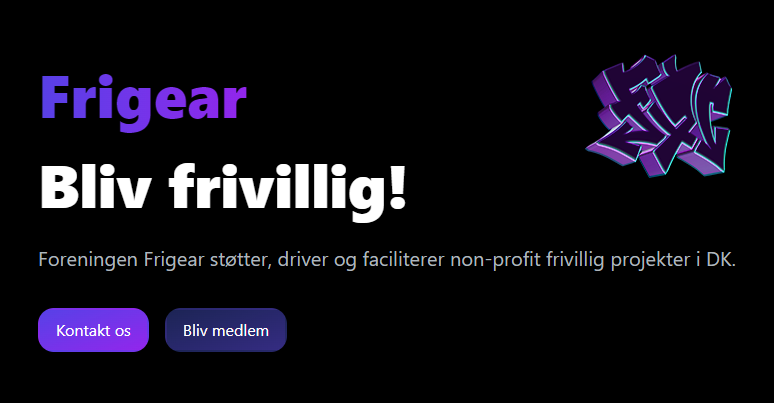 Frigear
Bliv frivillig!
Foreningen Frigear støtter, driver og faciliterer non-profit frivillig projekter i DK.
Kontakt os
Bliv medlem